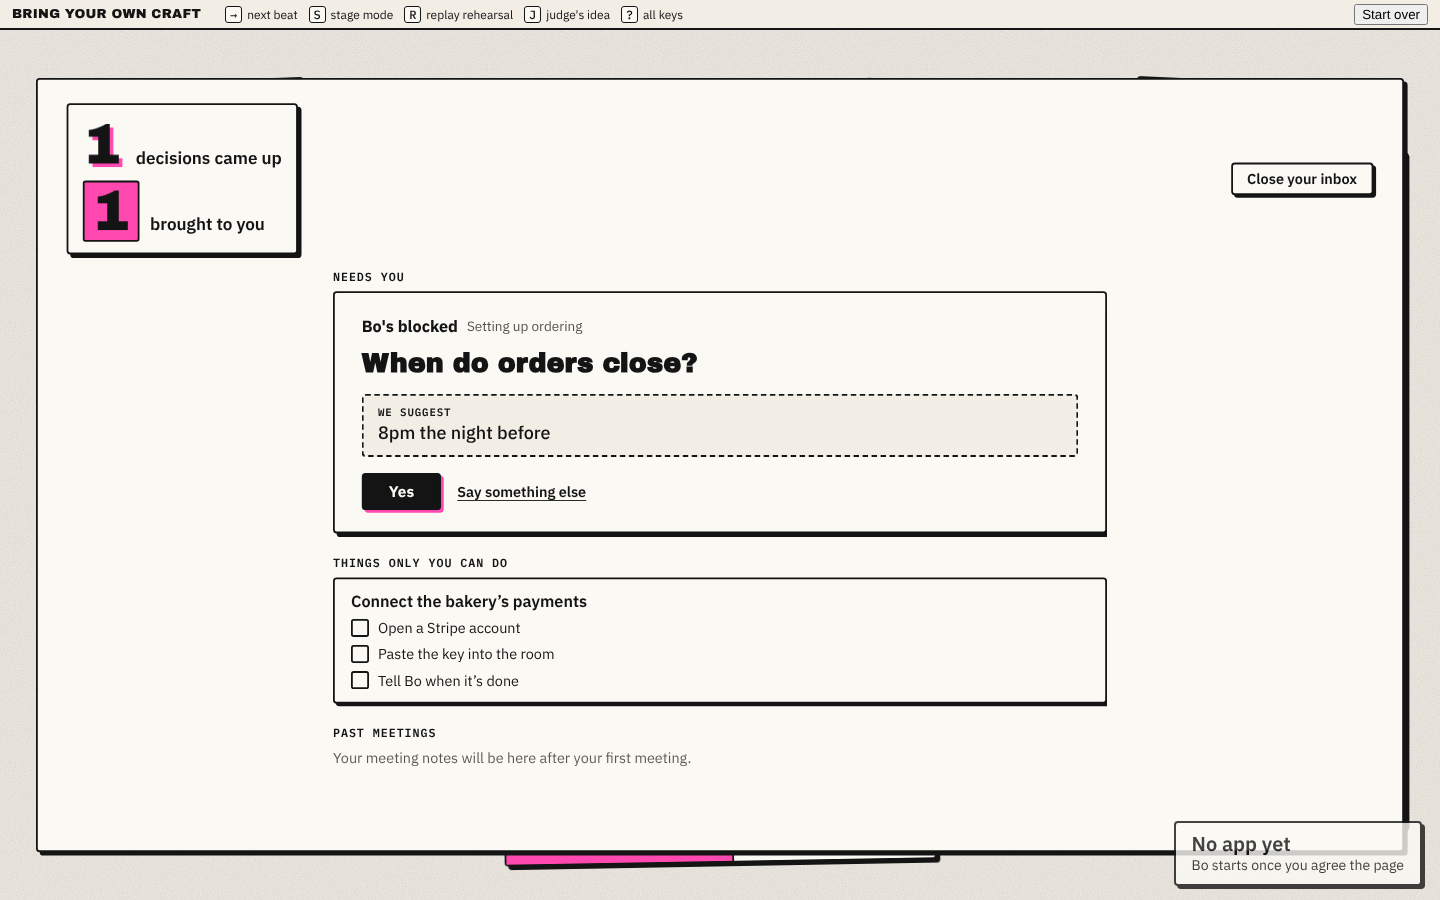 BRING YOUR OWN CRAFT → next beat S stage mode R replay rehearsal J judge's idea ? all keys Start over
1 decisions came up
1 brought to you
Close your inbox
NEEDS YOU
Bo's blocked Setting up ordering
When do orders close?
WE SUGGEST
8pm the night before
Yes Say something else
THINGS ONLY YOU CAN DO
Connect the bakery’s payments
Open a Stripe account
Paste the key into the room
Tell Bo when it’s done
PAST MEETINGS
Your meeting notes will be here after your first meeting.
No app yet
Bo starts once you agree the page